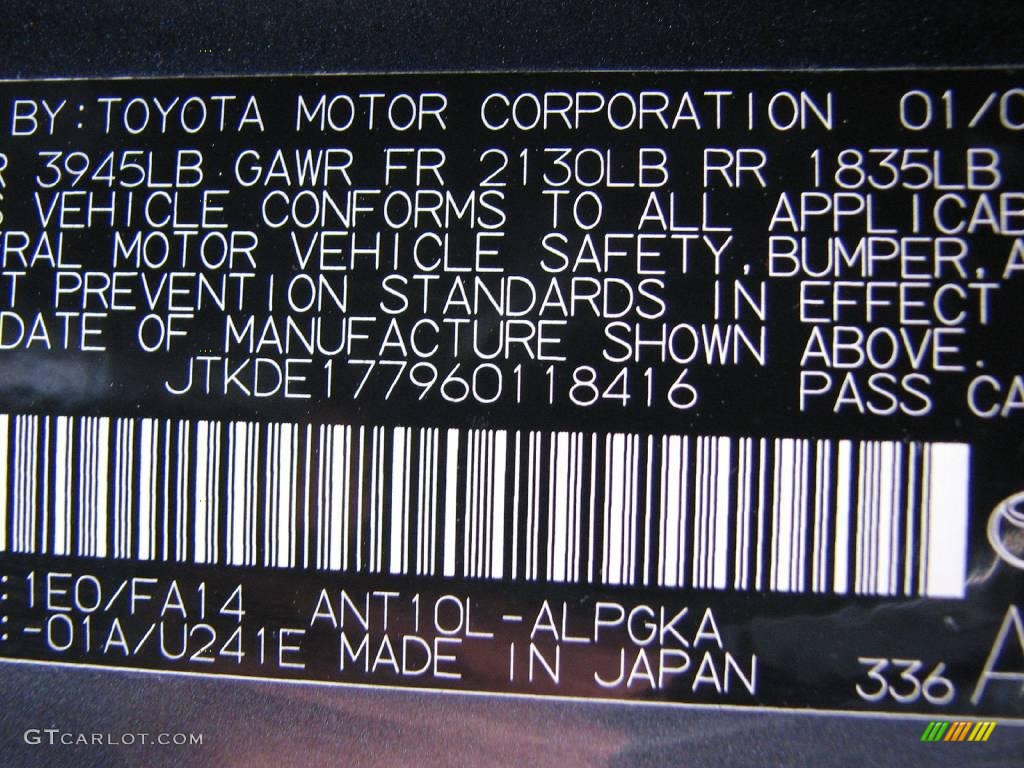 BY: TOYOTA MOTOR CORPORATION 01/0
R 3945LB GAWR FR 2130LB RR 1835LB
S VEHICLE CONFORMS TO ALL APPLICAB
ERAL MOTOR VEHICLE SAFETY, BUMPER, A
T PREVENTION STANDARDS IN EFFECT
DATE OF MANUFACTURE SHOWN ABOVE.
JTKDE177960118416 PASS CA
:1E0/FA14 ANT10L-ALPGKA
:-01A/U241E MADE IN JAPAN 336 A
GTCARLOT.COM